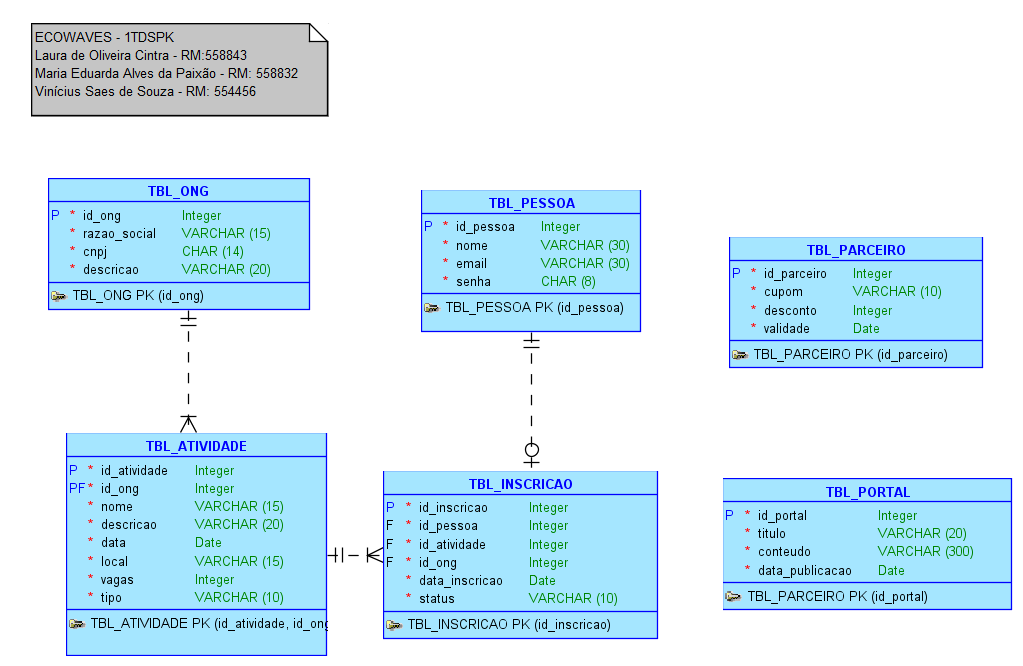 ECOWAVES - 1TDSPK
Laura de Oliveira Cintra - RM:558843
Maria Eduarda Alves da Paixão - RM: 558832
Vinícius Saes de Souza - RM: 554456
TBL_ONG
P * id_ong Integer
* razao_social VARCHAR (15)
* cnpj CHAR (14)
* descricao VARCHAR (20)
TBL_ONG PK (id_ong)
TBL_PESSOA
P * id_pessoa Integer
* nome VARCHAR (30)
* email VARCHAR (30)
* senha CHAR (8)
TBL_PESSOA PK (id_pessoa)
TBL_PARCEIRO
P * id_parceiro Integer
* cupom VARCHAR (10)
* desconto Integer
* validade Date
TBL_PARCEIRO PK (id_parceiro)
TBL_ATIVIDADE
P * id_atividade Integer
PF * id_ong Integer
* nome VARCHAR (15)
* descricao VARCHAR (20)
* data Date
* local VARCHAR (15)
* vagas Integer
* tipo VARCHAR (10)
TBL_ATIVIDADE PK (id_atividade, id_ong
TBL_INSCRICAO
P * id_inscricao Integer
F * id_pessoa Integer
F * id_atividade Integer
F * id_ong Integer
* data_inscricao Date
* status VARCHAR (10)
TBL_INSCRICAO PK (id_inscricao)
TBL_PORTAL
P * id_portal Integer
* titulo VARCHAR (20)
* conteudo VARCHAR (300)
* data_publicacao Date
TBL_PARCEIRO PK (id_portal)